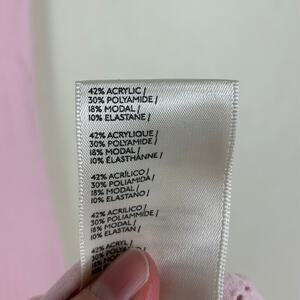 42% ACRYLIC /
30% POLYAMIDE /
18% MODAL /
10% ELASTANE /
42% ACRYLIQUE /
30% POLYAMIDE /
18% MODAL /
10% ÉLASTHANNE /
42% ACRÍLICO /
30% POLIAMIDA /
18% MODAL /
10% ELASTANO /
42% ACRILICO /
30% POLIAMMIDE /
18% MODAL /
10% ELASTAN /
42% ACRYL /